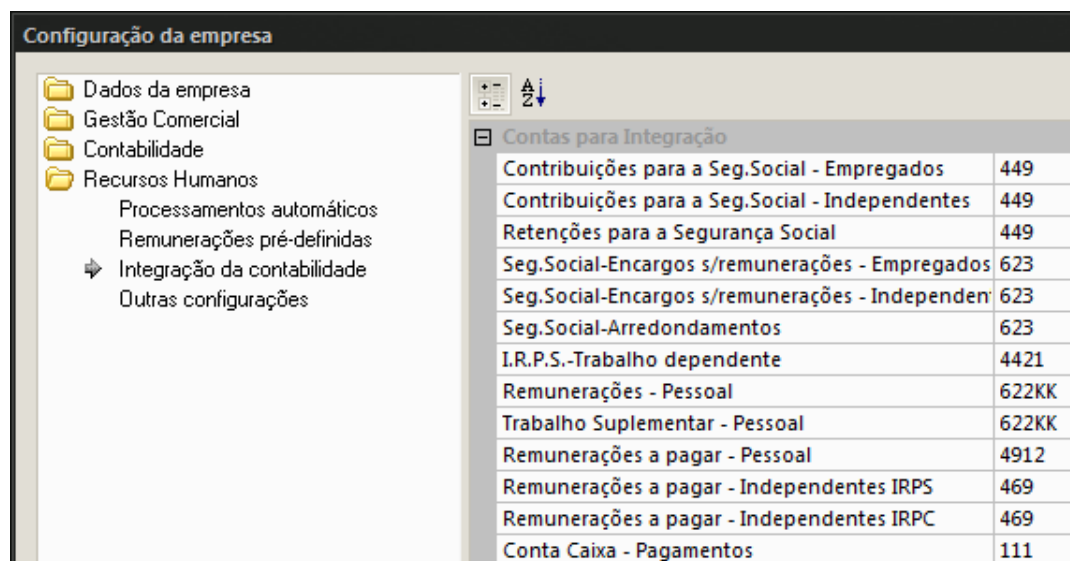 Configuração da empresa
Dados da empresa
Gestão Comercial
Contabilidade
Recursos Humanos
Processamentos automáticos
Remunerações pré-definidas
Integração da contabilidade
Outras configurações
A
Z
Contas para Integração
Contribuições para a Seg.Social - Empregados 449
Contribuições para a Seg.Social - Independentes 449
Retenções para a Segurança Social 449
Seg.Social-Encargos s/remunerações - Empregados 623
Seg.Social-Encargos s/remunerações - Independent 623
Seg.Social-Arredondamentos 623
I.R.P.S.-Trabalho dependente 4421
Remunerações - Pessoal 622KK
Trabalho Suplementar - Pessoal 622KK
Remunerações a pagar - Pessoal 4912
Remunerações a pagar - Independentes IRPS 469
Remunerações a pagar - Independentes IRPC 469
Conta Caixa - Pagamentos 111